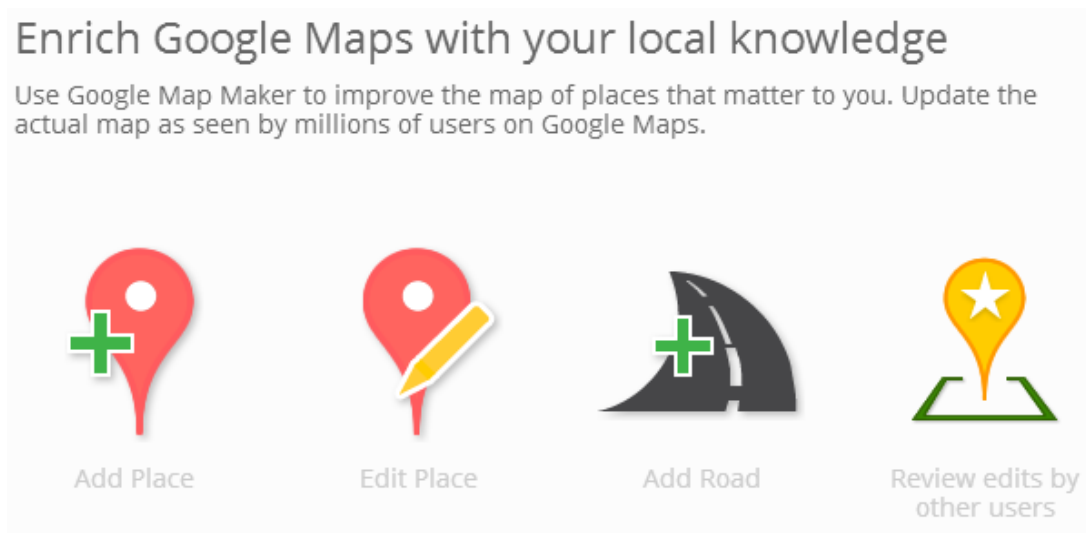 Enrich Google Maps with your local knowledge
Use Google Map Maker to improve the map of places that matter to you. Update the
actual map as seen by millions of users on Google Maps.
Add Place
Edit Place
Add Road
Review edits by
other users